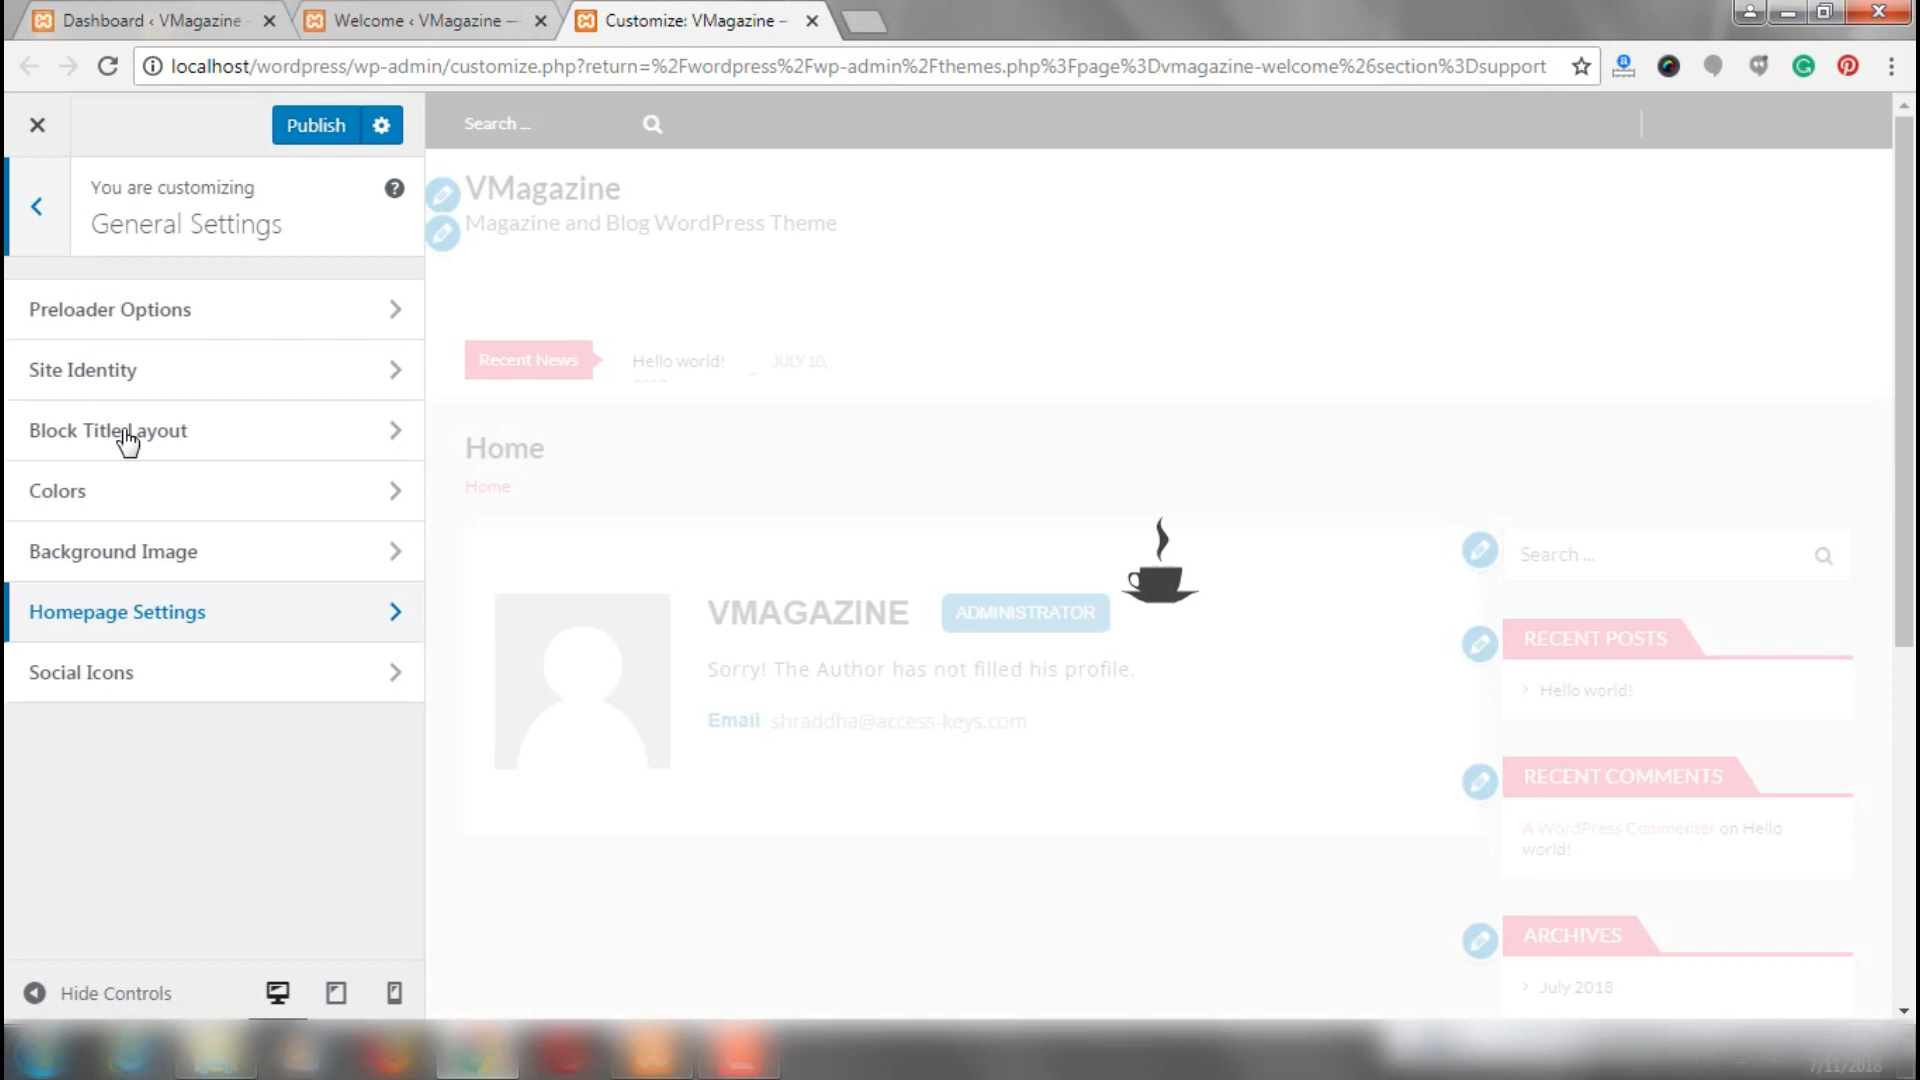 Dashboard ‹ VMagazine
Welcome ‹ VMagazine —
Customize: VMagazine –
localhost/wordpress/wp-admin/customize.php?return=%2Fwordpress%2Fwp-admin%2Fthemes.php%3Fpage%3Dvmagazine-welcome%26section%3Dsupport
Publish
Search ...
You are customizing
General Settings
VMagazine
Magazine and Blog WordPress Theme
Preloader Options
Site Identity
Block Title Layout
Colors
Background Image
Homepage Settings
Social Icons
Recent News
Hello world!
JULY 10,
Home
Home
VMAGAZINE
ADMINISTRATOR
Sorry! The Author has not filled his profile.
Email shraddha@access-keys.com
Search ...
RECENT POSTS
Hello world!
RECENT COMMENTS
A WordPress Commenter on Hello
world!
ARCHIVES
July 2018
Hide Controls
7/11/2018